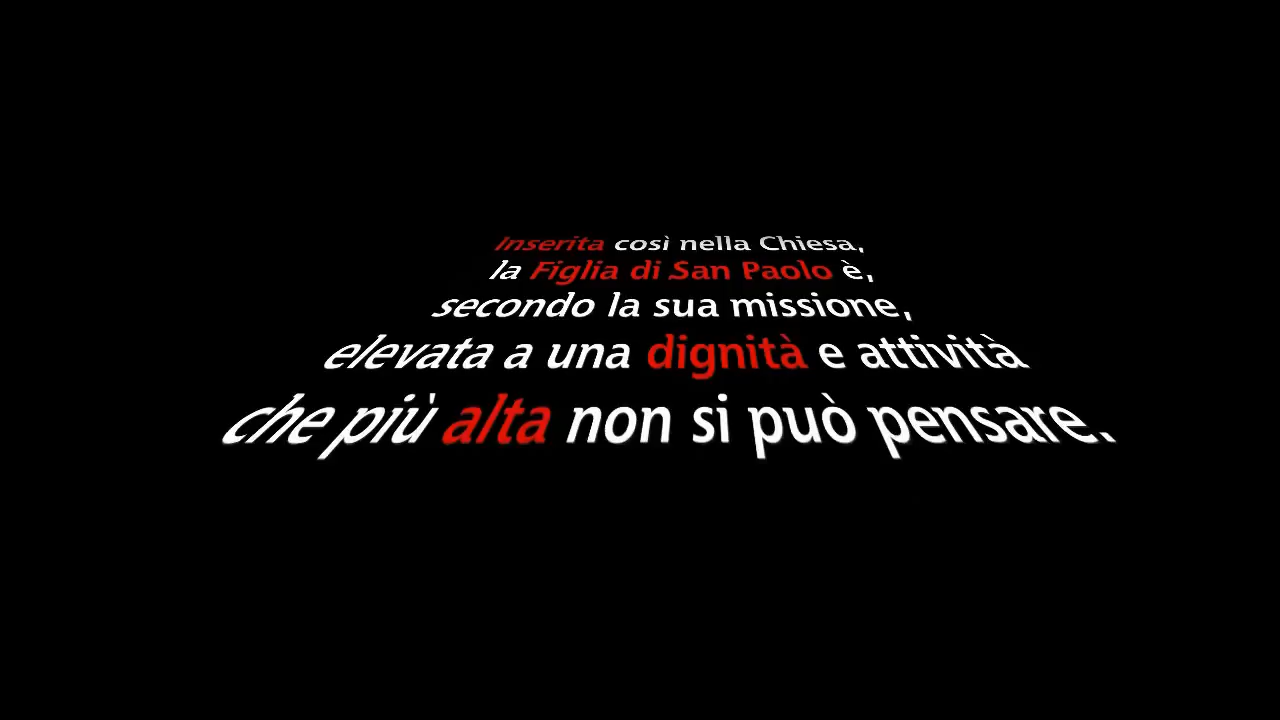 Inserita così nella Chiesa,
la Figlia di San Paolo è,
secondo la sua missione,
elevata a una dignità e attività
che più alta non si può pensare.